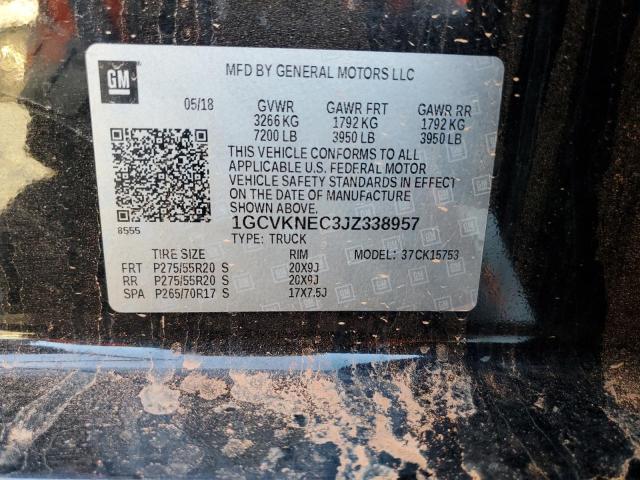 GM
MFD BY GENERAL MOTORS LLC
05/18 GVWR GAWR FRT GAWR RR
3266 KG 1792 KG 1792 KG
7200 LB 3950 LB 3950 LB
THIS VEHICLE CONFORMS TO ALL
APPLICABLE U.S. FEDERAL MOTOR
VEHICLE SAFETY STANDARDS IN EFFECT
ON THE DATE OF MANUFACTURE
SHOWN ABOVE.
8555 1GCVKNEC3JZ338957
TYPE: TRUCK
TIRE SIZE RIM MODEL: 37CK15753
FRT P275/55R20 S 20X9J
RR P275/55R20 S 20X9J
SPA P265/70R17 S 17X7.5J